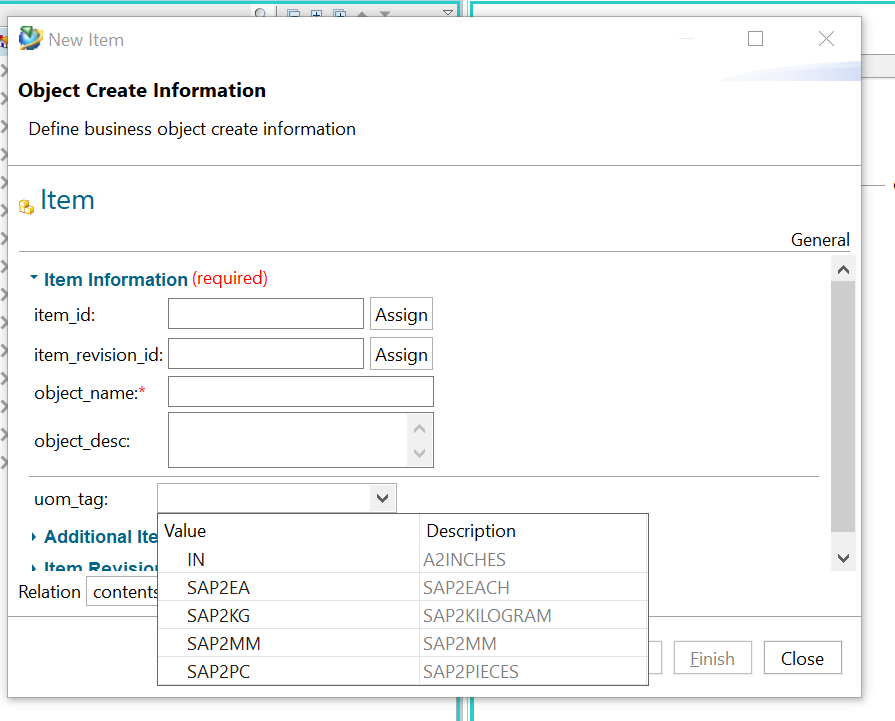 New Item
Object Create Information
Define business object create information
Item
General
Item Information (required)
item_id: Assign
item_revision_id: Assign
object_name:*
object_desc:
uom_tag:
Value Description
IN A2INCHES
SAP2EA SAP2EACH
SAP2KG SAP2KILOGRAM
SAP2MM SAP2MM
SAP2PC SAP2PIECES
Additional Ite
Item Revision
Relation contents
Finish Close